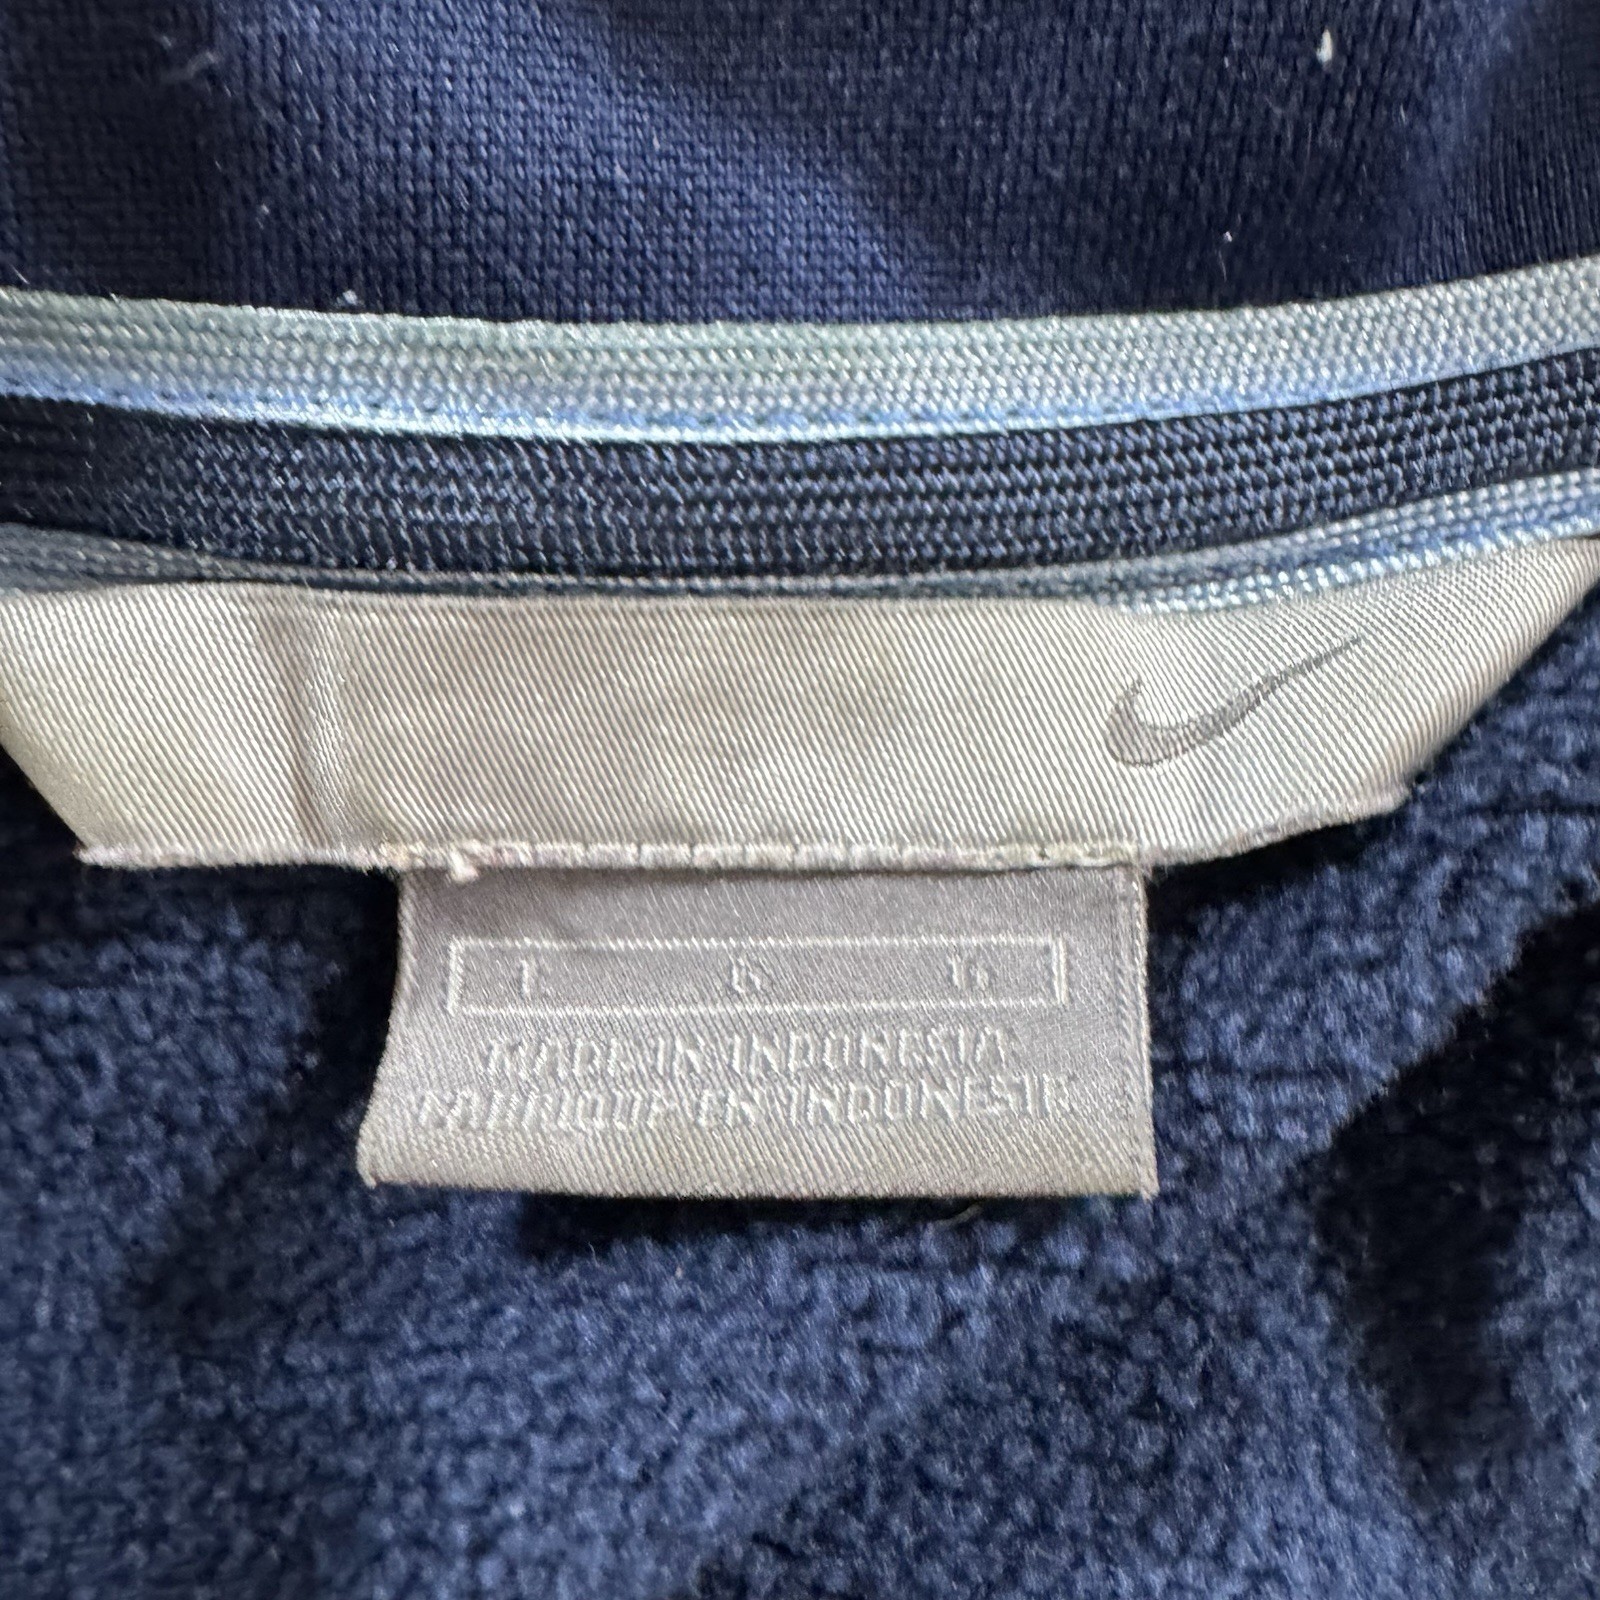 L G G
MADE IN INDONESIA
FABRIQUE EN INDONESIE